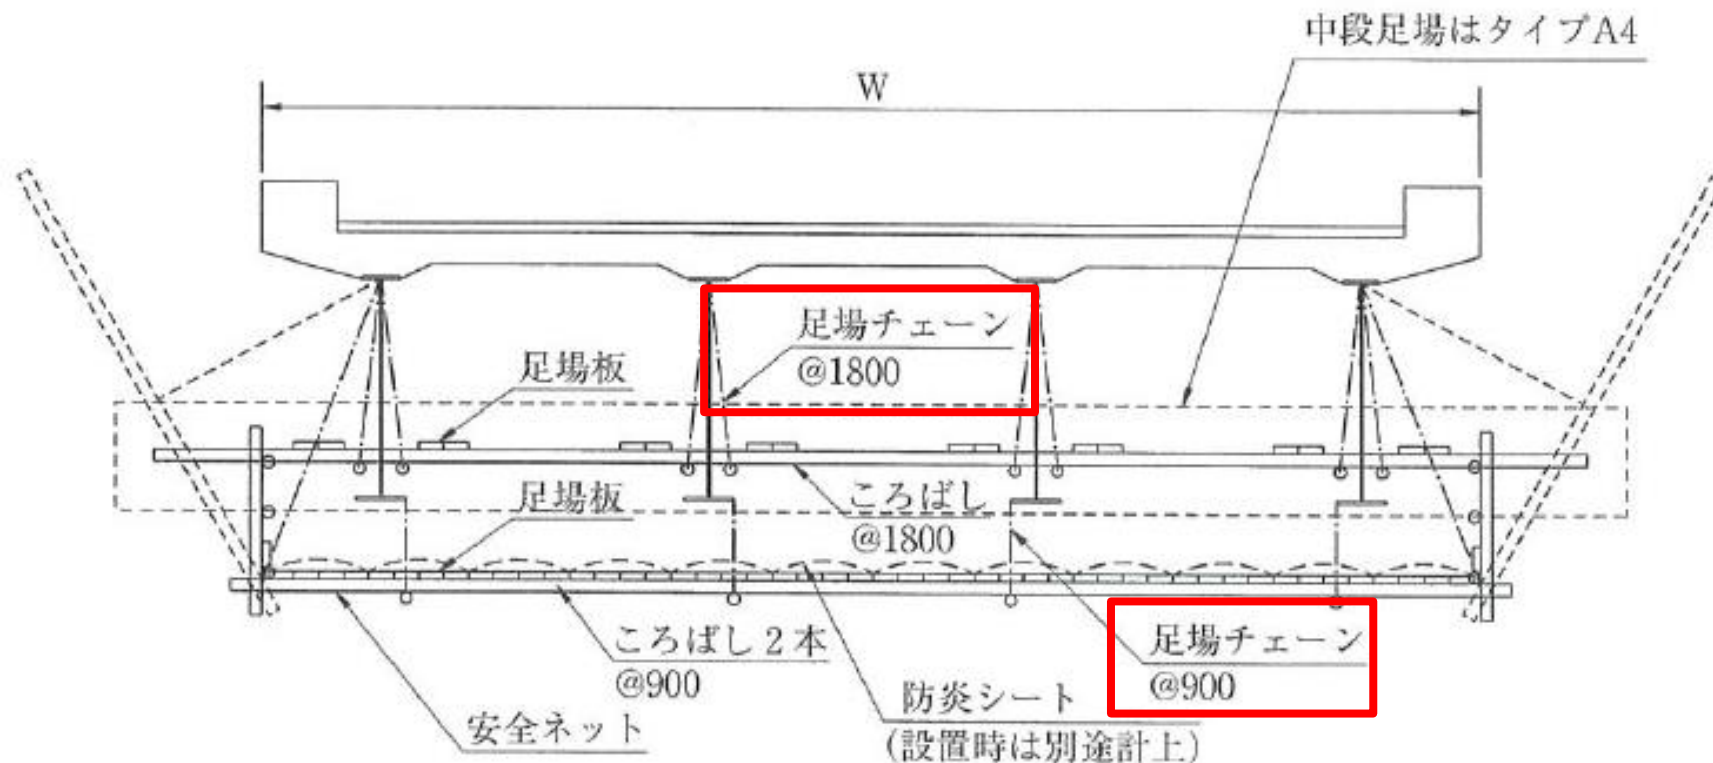 中段足場はタイプA4
W
足場チェーン
@1800
足場板
足場板
ころばし
@1800
ころばし2本
@900
足場チェーン
@900
防炎シート
(設置時は別途計上)
安全ネット